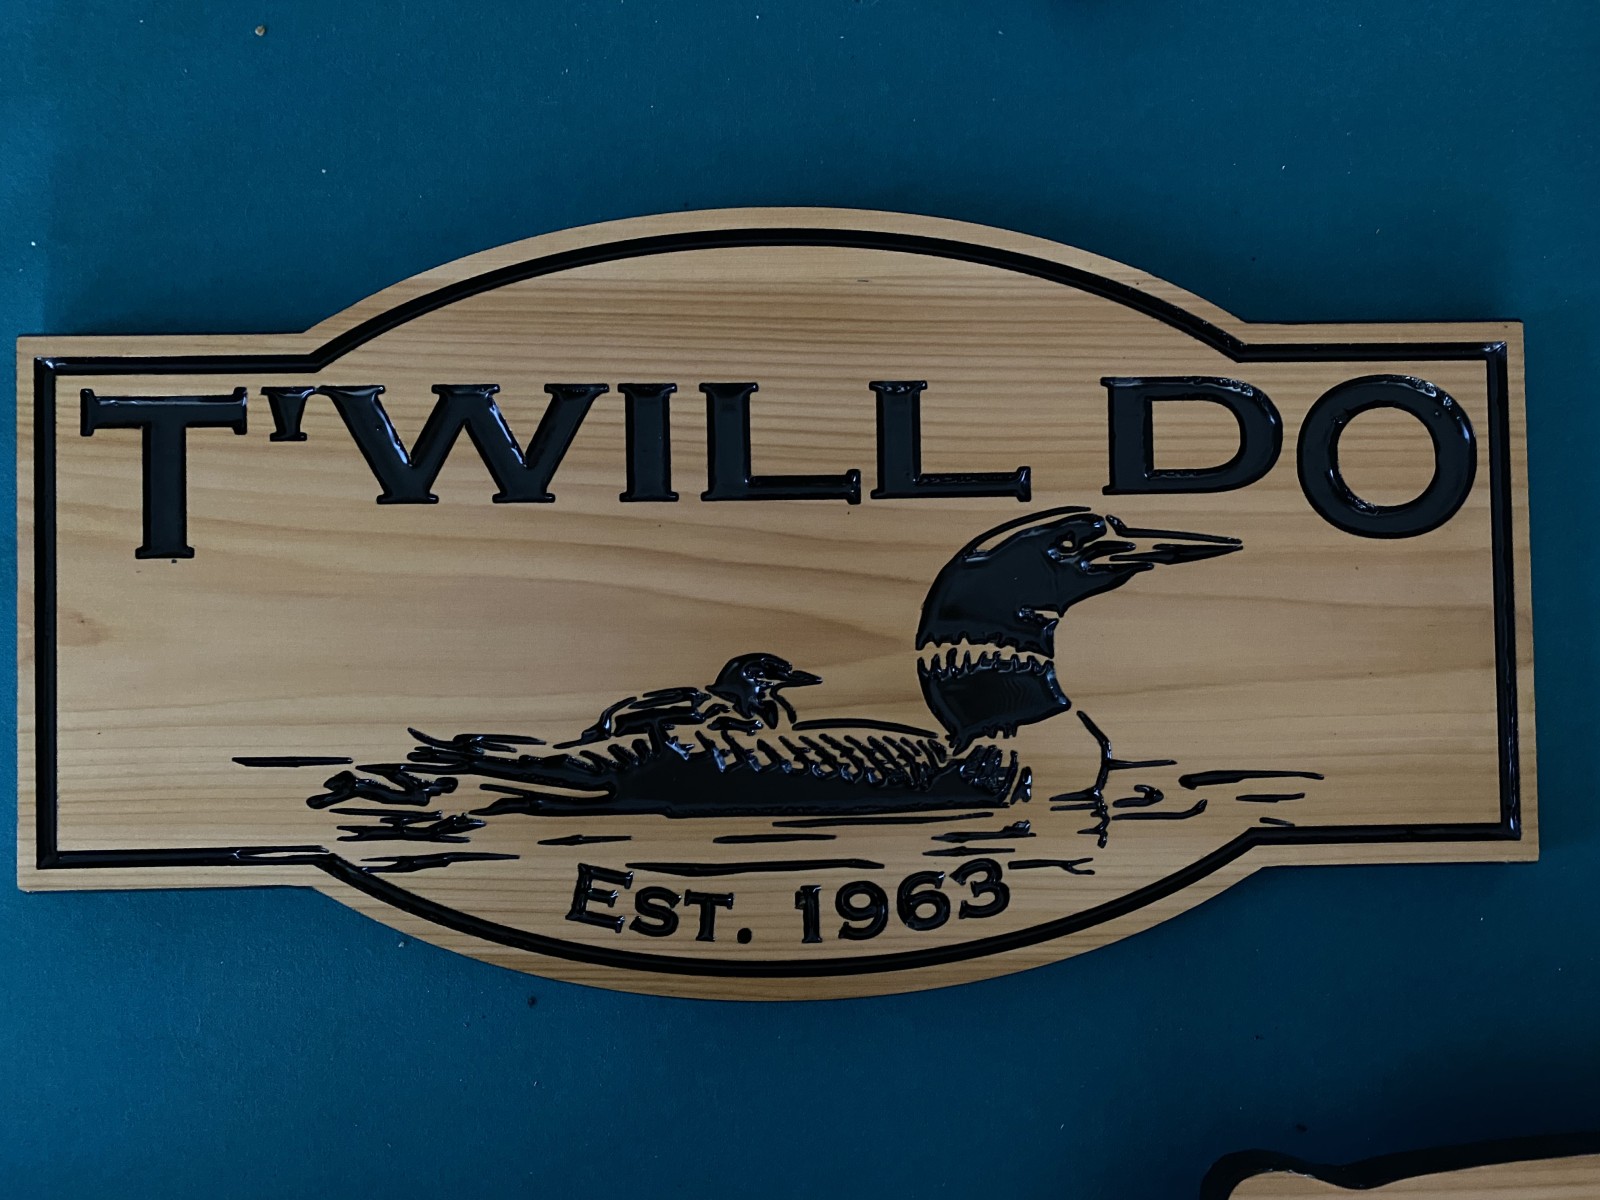 T'WILL DO
EST. 1963